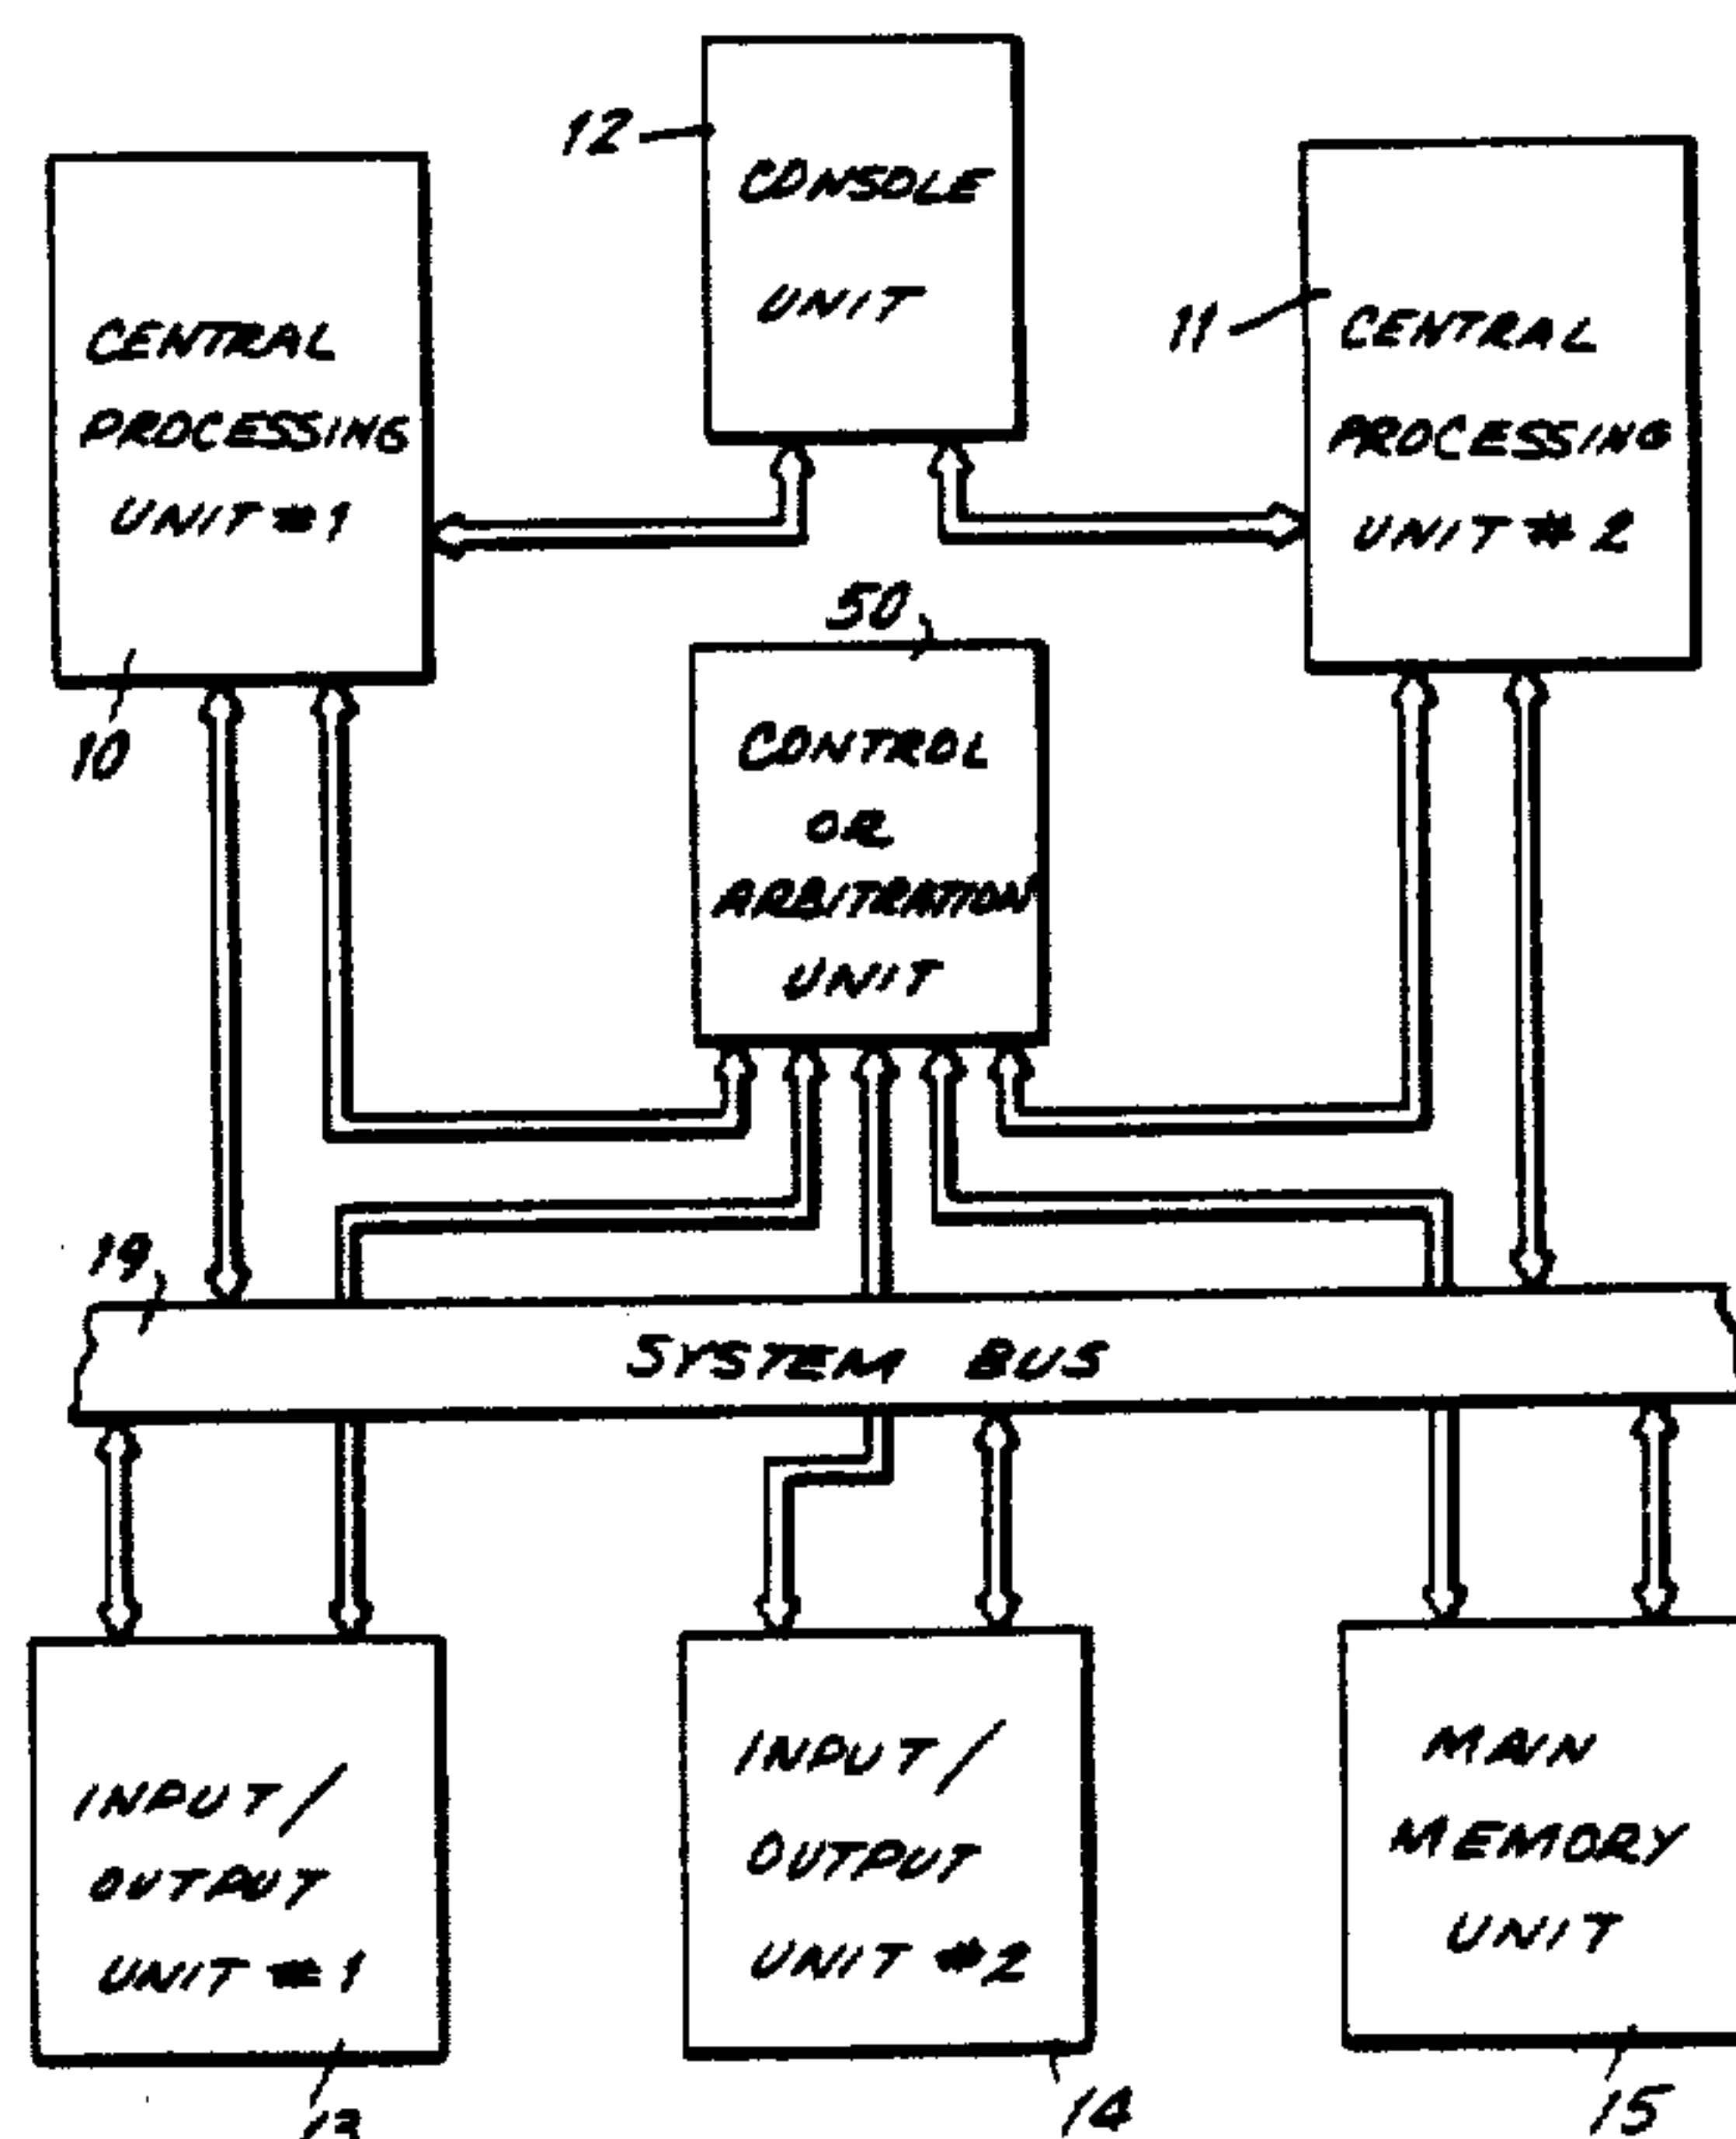 12
CONSOLE
UNIT
CENTRAL
PROCESSING
UNIT #1
10
11
CENTRAL
PROCESSING
UNIT #2
50
CONTROL
OR
ARBITRATION
UNIT
19
SYSTEM BUS
INPUT/
OUTPUT
UNIT #1
13
INPUT/
OUTPUT
UNIT #2
14
MAIN
MEMORY
UNIT
15